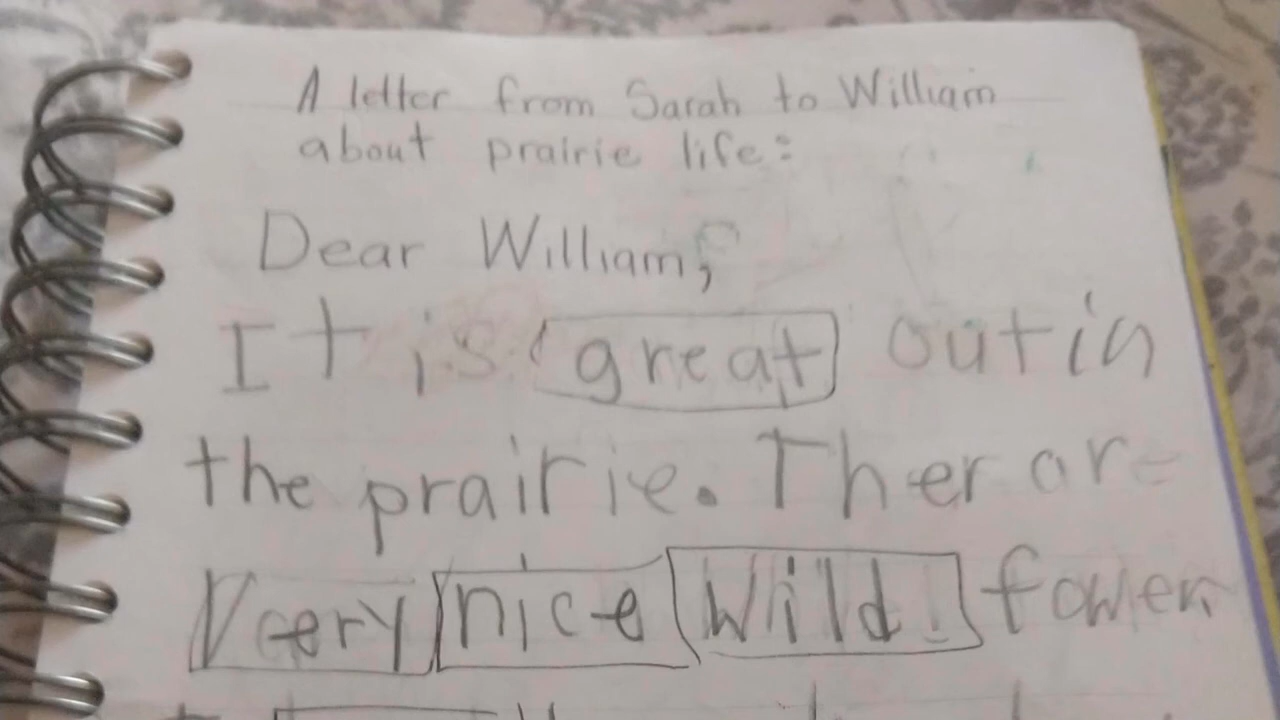 A letter from Sarah to William
about prairie life:
Dear William,
It is great out in
the prairie. Ther are
Veery nice Wild fower